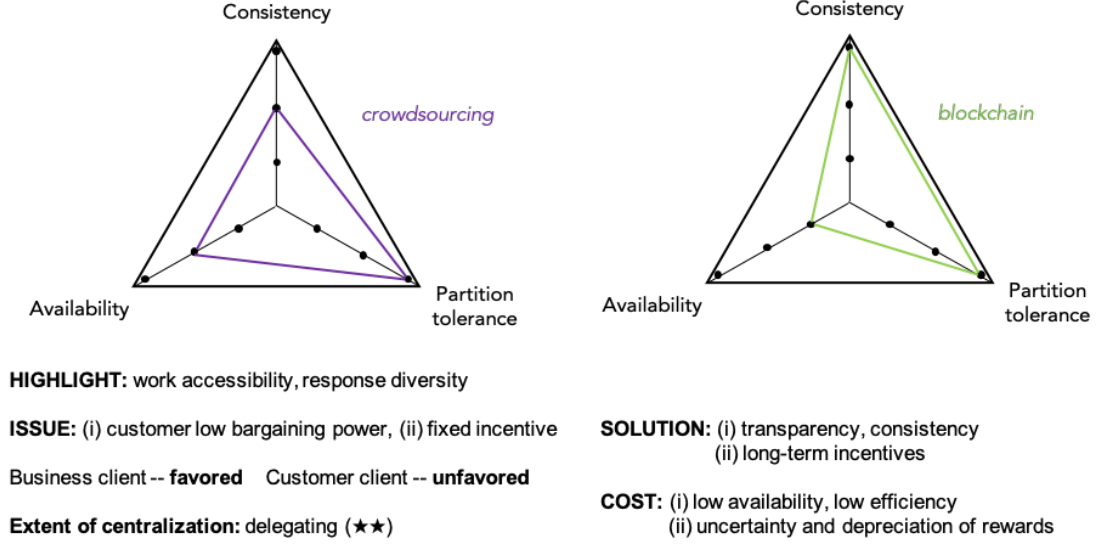 Consistency
crowdsourcing
Availability
Partition
tolerance
HIGHLIGHT: work accessibility, response diversity
ISSUE: (i) customer low bargaining power, (ii) fixed incentive
Business client -- favored Customer client -- unfavored
Extent of centralization: delegating (★★)
Consistency
blockchain
Availability
Partition
tolerance
SOLUTION: (i) transparency, consistency
(ii) long-term incentives
COST: (i) low availability, low efficiency
(ii) uncertainty and depreciation of rewards